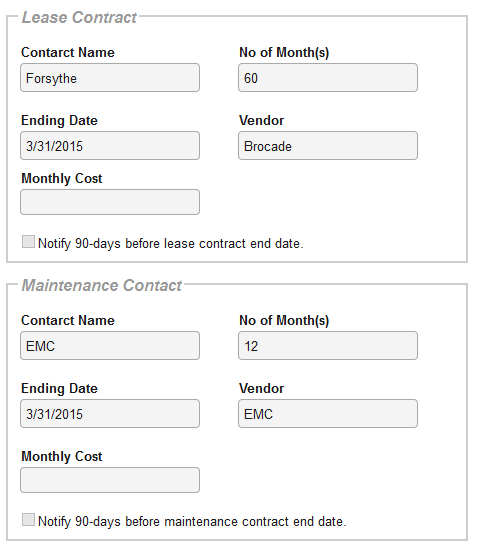 Lease Contract
Contarct Name No of Month(s)
Forsythe 60
Ending Date Vendor
3/31/2015 Brocade
Monthly Cost
Notify 90-days before lease contract end date.
Maintenance Contact
Contarct Name No of Month(s)
EMC 12
Ending Date Vendor
3/31/2015 EMC
Monthly Cost
Notify 90-days before maintenance contract end date.